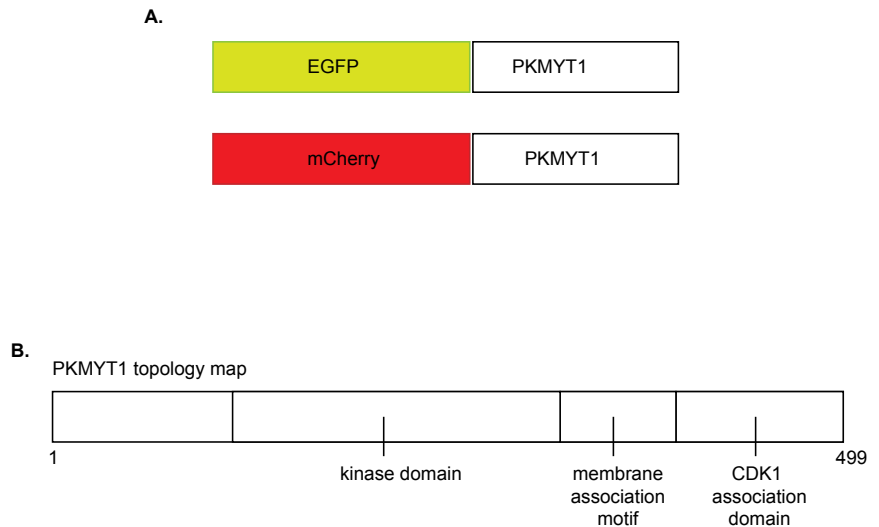 A.
EGFP
PKMYT1
mCherry
PKMYT1
B.
PKMYT1 topology map
1
499
kinase domain
membrane
association
motif
CDK1
association
domain